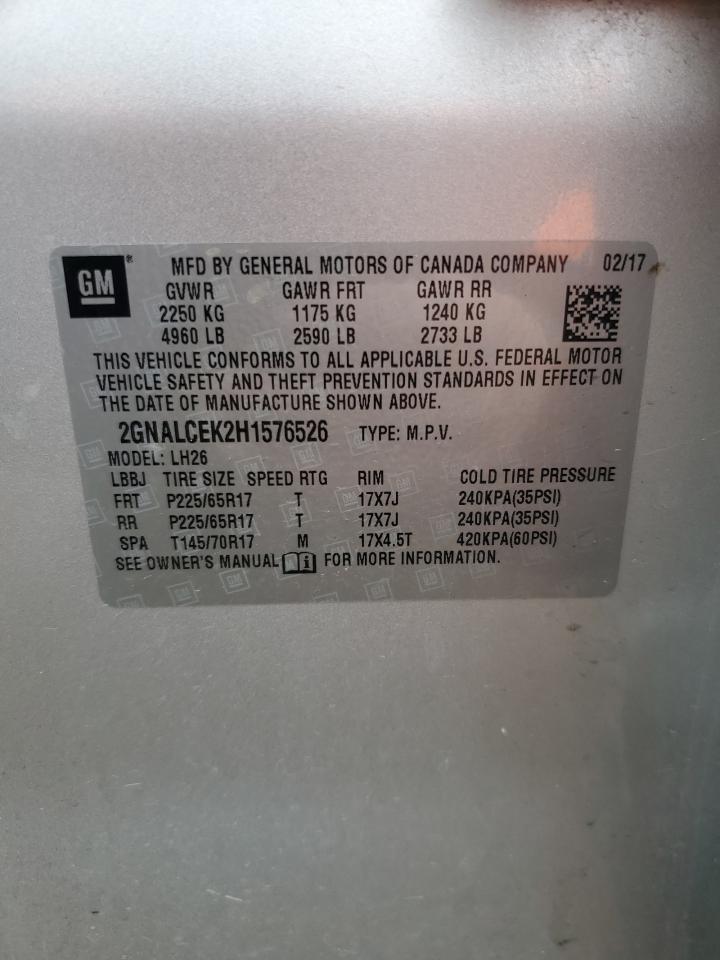 GM® MFD BY GENERAL MOTORS OF CANADA COMPANY 02/17
GVWR GAWR FRT GAWR RR
2250 KG 1175 KG 1240 KG
4960 LB 2590 LB 2733 LB
THIS VEHICLE CONFORMS TO ALL APPLICABLE U.S. FEDERAL MOTOR
VEHICLE SAFETY AND THEFT PREVENTION STANDARDS IN EFFECT ON
THE DATE OF MANUFACTURE SHOWN ABOVE.
2GNALCEK2H1576526 TYPE: M.P.V.
MODEL: LH26
LBBJ TIRE SIZE SPEED RTG RIM COLD TIRE PRESSURE
FRT P225/65R17 T 17X7J 240KPA(35PSI)
RR P225/65R17 T 17X7J 240KPA(35PSI)
SPA T145/70R17 M 17X4.5T 420KPA(60PSI)
SEE OWNER'S MANUAL i FOR MORE INFORMATION.